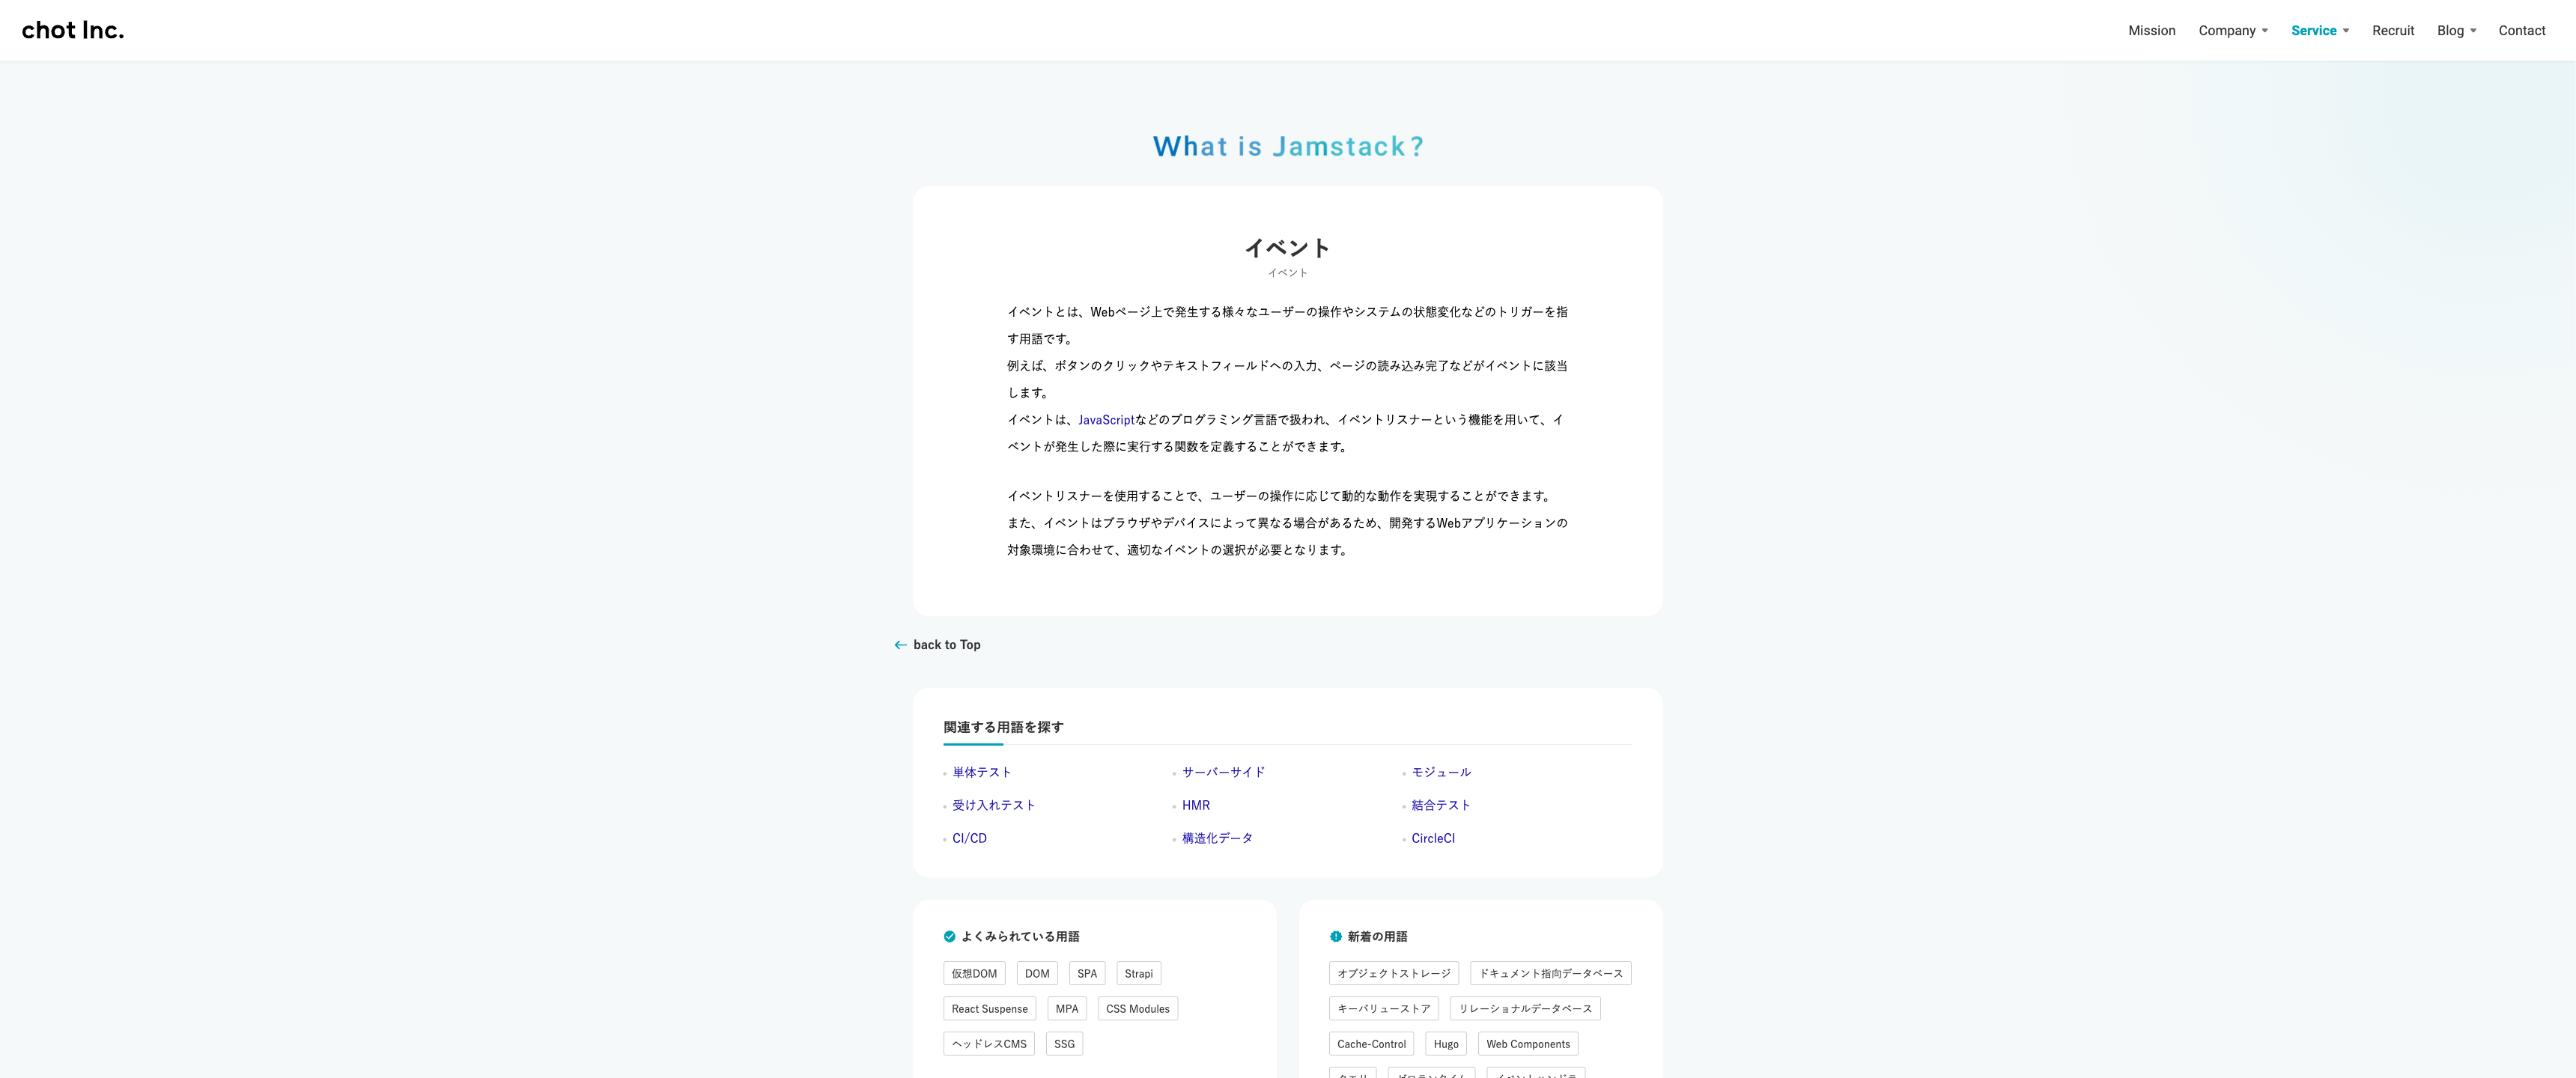 chot Inc.
Mission Company Service Recruit Blog Contact
What is Jamstack?
イベント
イベント
イベントとは、Webページ上で発生する様々なユーザーの操作やシステムの状態変化などのトリガーを指
す用語です。
例えば、ボタンのクリックやテキストフィールドへの入力、ページの読み込み完了などがイベントに該当
します。
イベントは、JavaScriptなどのプログラミング言語で扱われ、イベントリスナーという機能を用いて、イ
ベントが発生した際に実行する関数を定義することができます。
イベントリスナーを使用することで、ユーザーの操作に応じて動的な動作を実現することができます。
また、イベントはブラウザやデバイスによって異なる場合があるため、開発するWebアプリケーションの
対象環境に合わせて、適切なイベントの選択が必要となります。
back to Top
関連する用語を探す
単体テスト サーバーサイド モジュール
受け入れテスト HMR 結合テスト
CI/CD 構造化データ CircleCI
よくみられている用語
仮想DOM DOM SPA Strapi
React Suspense MPA CSS Modules
ヘッドレスCMS SSG
新着の用語
オブジェクトストレージ ドキュメント指向データベース
キーバリューストア リレーショナルデータベース
Cache-Control Hugo Web Components